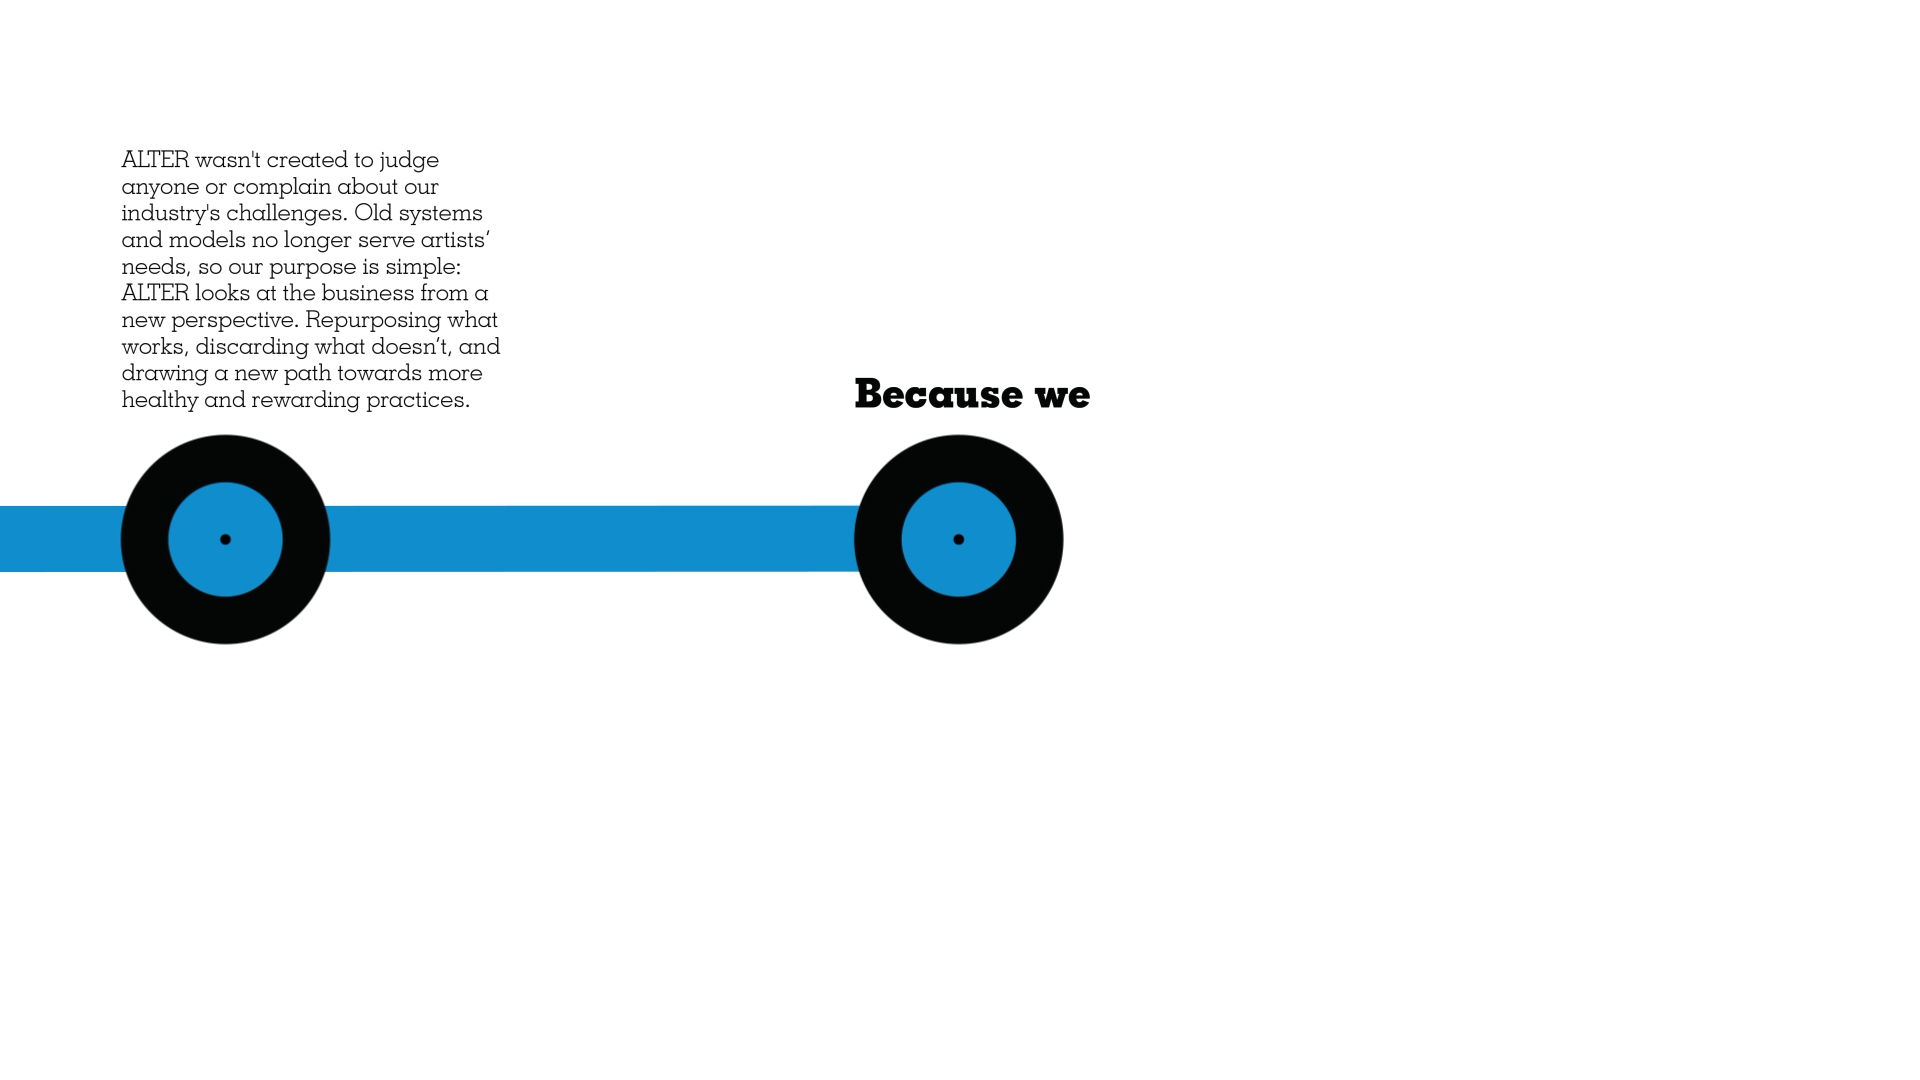 ALTER wasn't created to judge
anyone or complain about our
industry's challenges. Old systems
and models no longer serve artists’
needs, so our purpose is simple:
ALTER looks at the business from a
new perspective. Repurposing what
works, discarding what doesn’t, and
drawing a new path towards more
healthy and rewarding practices.
Because we